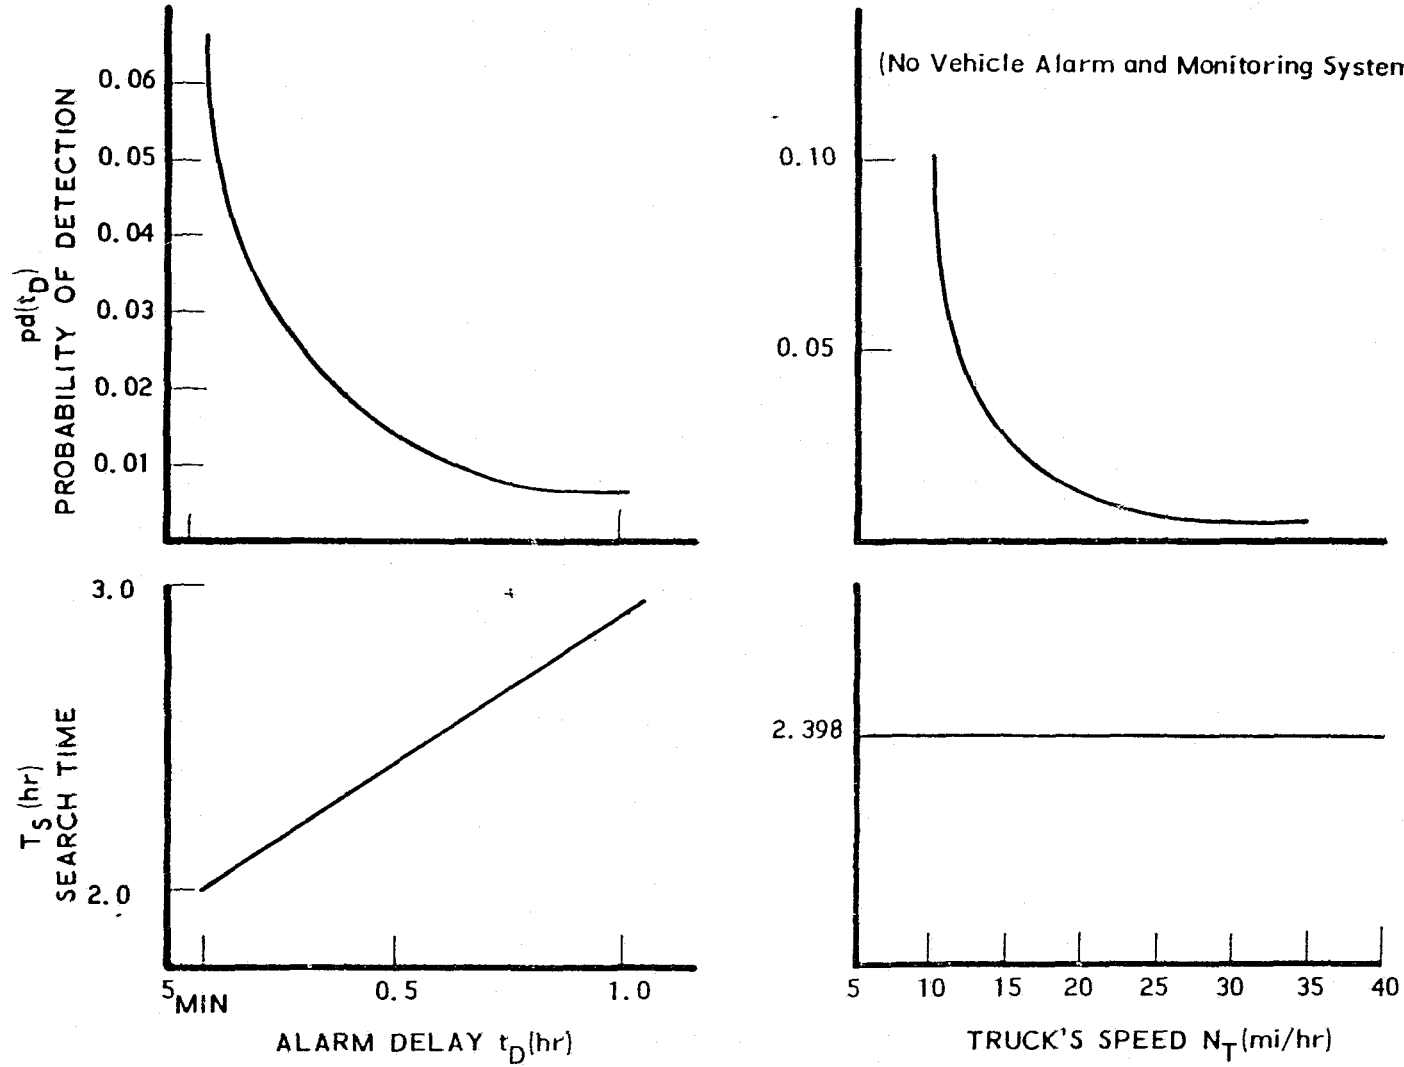 pd(tD)
PROBABILITY OF DETECTION
0.06
0.05
0.04
0.03
0.02
0.01
(No Vehicle Alarm and Monitoring System
0.10
0.05
TS(hr)
SEARCH TIME
3.0
2.0
5 MIN
0.5
1.0
ALARM DELAY tD(hr)
2.398
5 10 15 20 25 30 35 40
TRUCK'S SPEED NT(mi/hr)